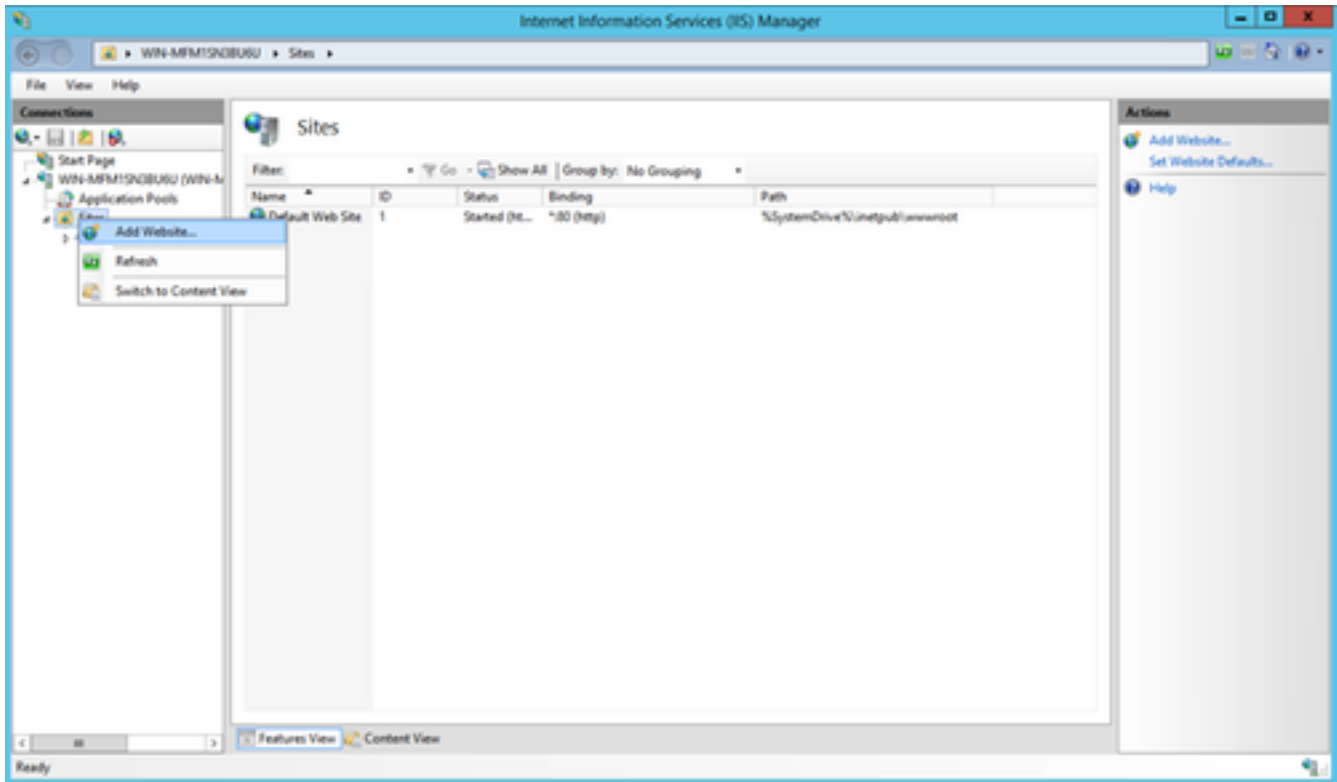 Internet Information Services (IIS) Manager
WIN-MFM1SN3BU6U ▸ Sites ▸
File View Help
Connections
Start Page
WIN-MFM1SN3BU6U (WIN-M
Application Pools
Sites
Add Website...
Refresh
Switch to Content View
Sites
Filter: Go Show All Group by: No Grouping
Name ID Status Binding Path
Default Web Site 1 Started (ht... *:80 (http) %SystemDrive%\inetpub\wwwroot
Features View Content View
Actions
Add Website...
Set Website Defaults...
Help
Ready